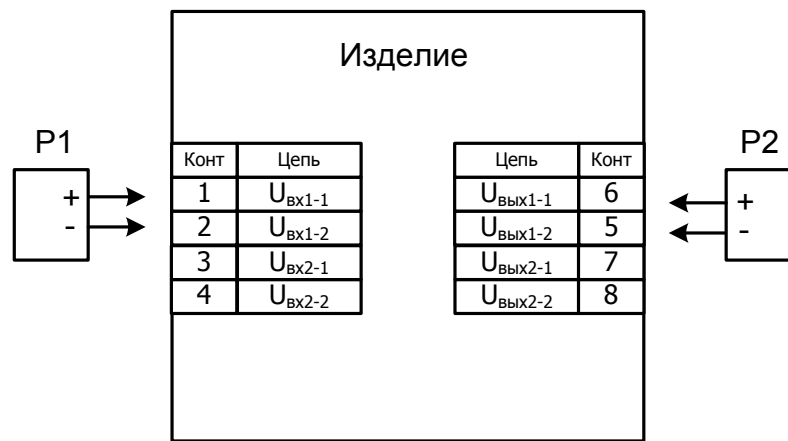 Изделие
P1
P2
Конт Цепь Цепь Конт
+ 1 Uвх1-1 Uвых1-1 6 +
- 2 Uвх1-2 Uвых1-2 5 -
3 Uвх2-1 Uвых2-1 7
4 Uвх2-2 Uвых2-2 8